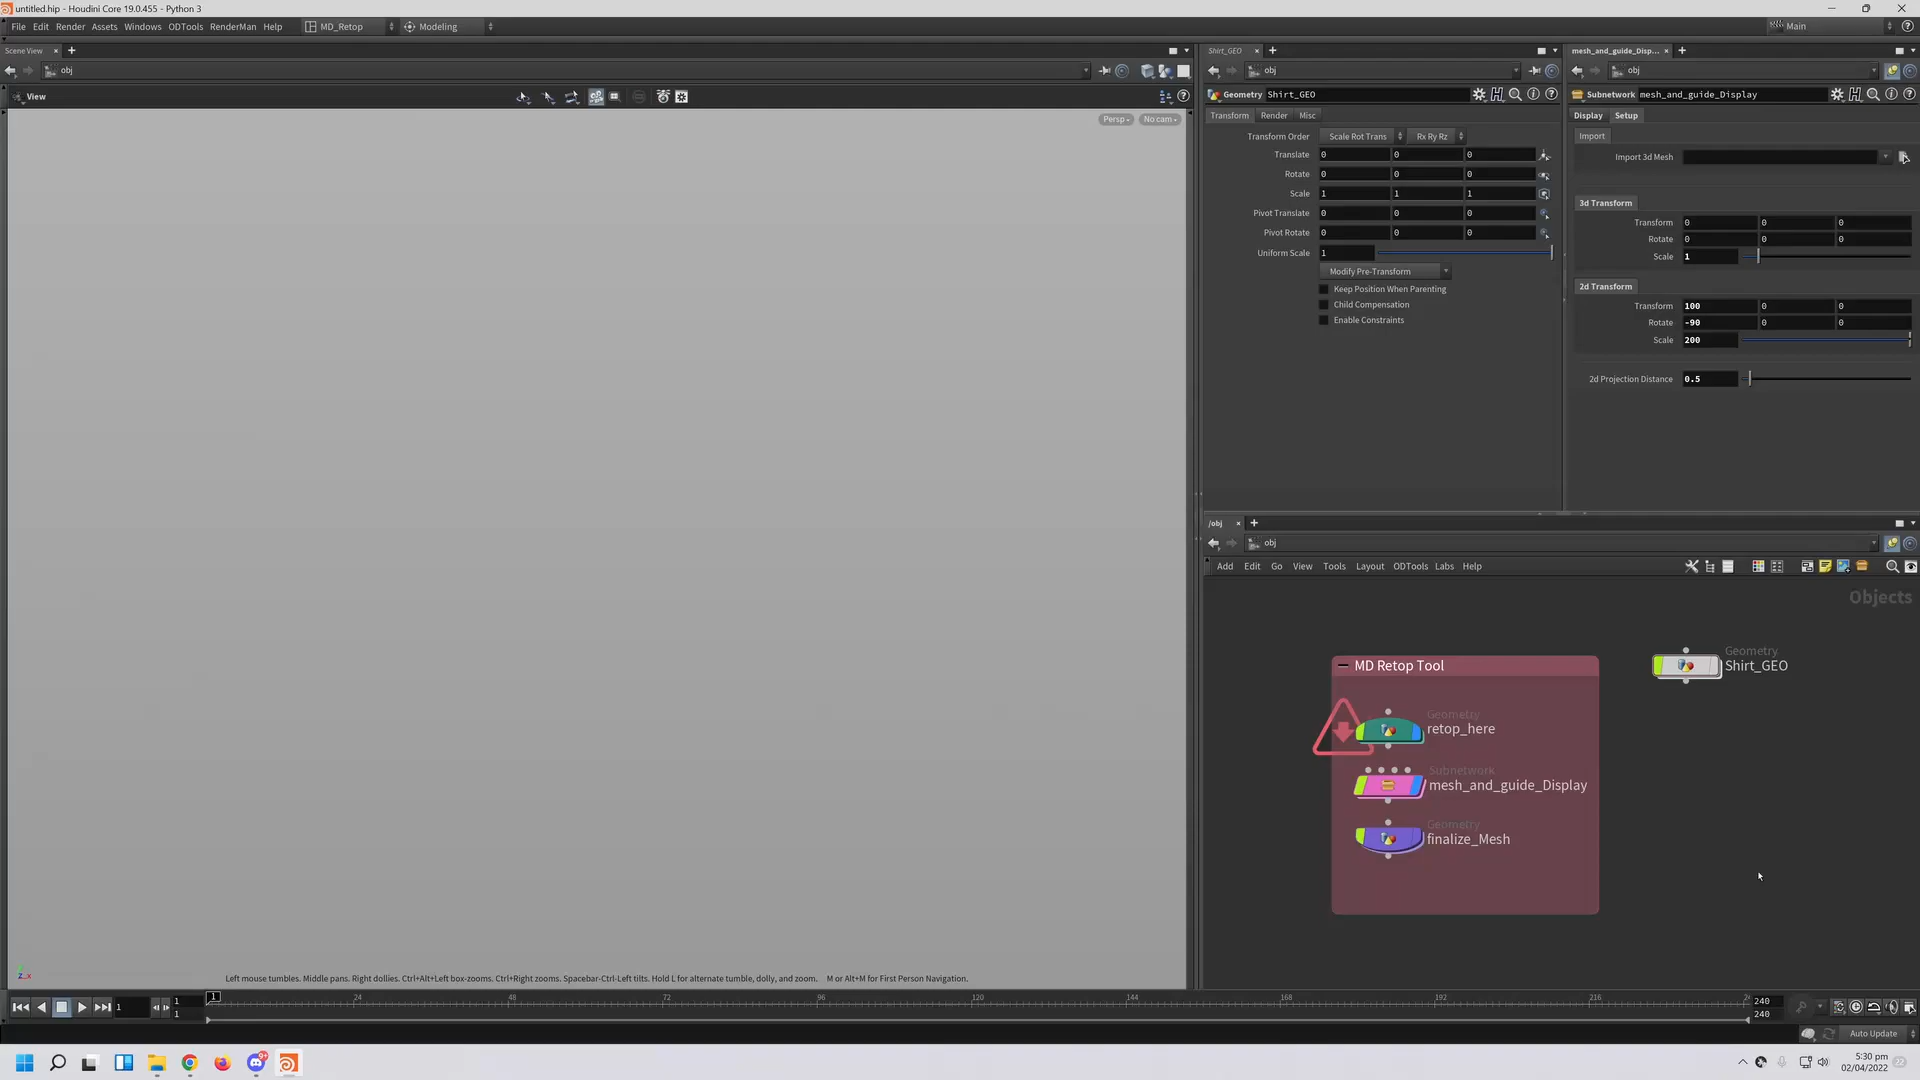 untitled.hip - Houdini Core 19.0.455 - Python 3
File Edit Render Assets Windows ODTools RenderMan Help MD_Retop Modeling Main
Scene View
obj
View
Persp
No cam
Left mouse tumbles. Middle pans. Right dollies. Ctrl+Alt+Left box-zooms. Ctrl+Right zooms. Spacebar-Ctrl-Left tilts. Hold L for alternate tumble, dolly, and zoom. M or Alt+M for First Person Navigation.
Shirt_GEO
obj
Geometry Shirt_GEO
Transform Render Misc
Transform Order Scale Rot Trans Rx Ry Rz
Translate 0 0 0
Rotate 0 0 0
Scale 1 1 1
Pivot Translate 0 0 0
Pivot Rotate 0 0 0
Uniform Scale 1
Modify Pre-Transform
Keep Position When Parenting
Child Compensation
Enable Constraints
mesh_and_guide_Disp...
obj
Subnetwork mesh_and_guide_Display
Display Setup
Import
Import 3d Mesh
3d Transform
Transform 0 0 0
Rotate 0 0 0
Scale 1
2d Transform
Transform 100 0 0
Rotate -90 0 0
Scale 200
2d Projection Distance 0.5
/obj
obj
Add Edit Go View Tools Layout ODTools Labs Help
Objects
MD Retop Tool
Geometry
retop_here
Subnetwork
mesh_and_guide_Display
Geometry
finalize_Mesh
Geometry
Shirt_GEO
1 1 1 1 24 48 72 96 120 144 168 192 216 240
240
Auto Update
5:30 pm
02/04/2022